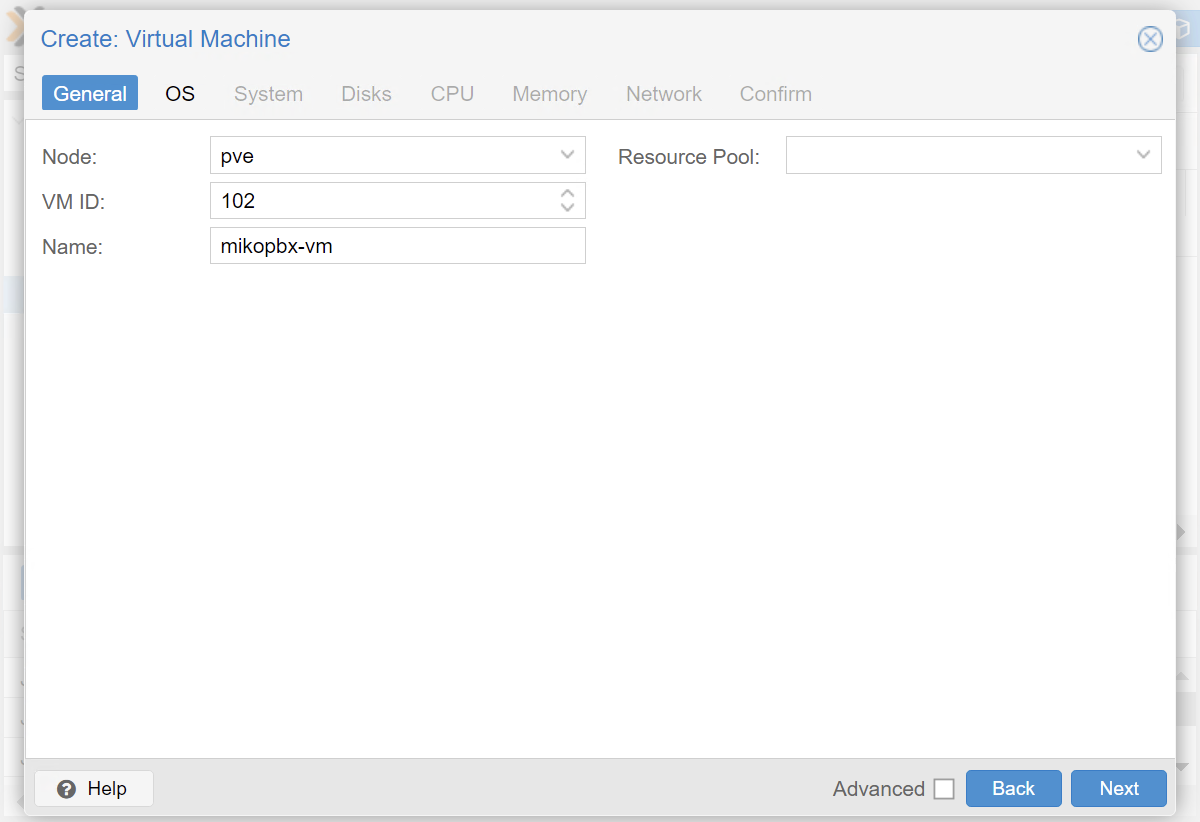 Create: Virtual Machine
General OS System Disks CPU Memory Network Confirm
Node: pve Resource Pool:
VM ID: 102
Name: mikopbx-vm
Help Advanced Back Next